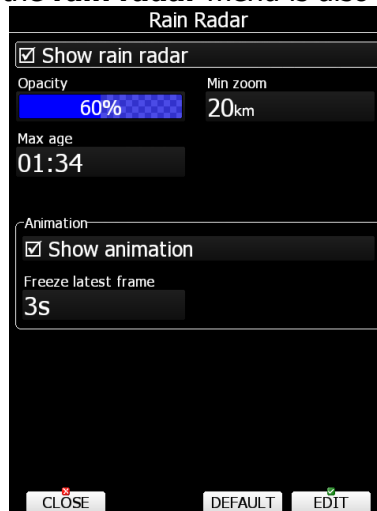 Rain Radar
☑ Show rain radar
Opacity Min zoom
60% 20km
Max age
01:34
Animation
☑ Show animation
Freeze latest frame
3s
CLOSE DEFAULT EDIT